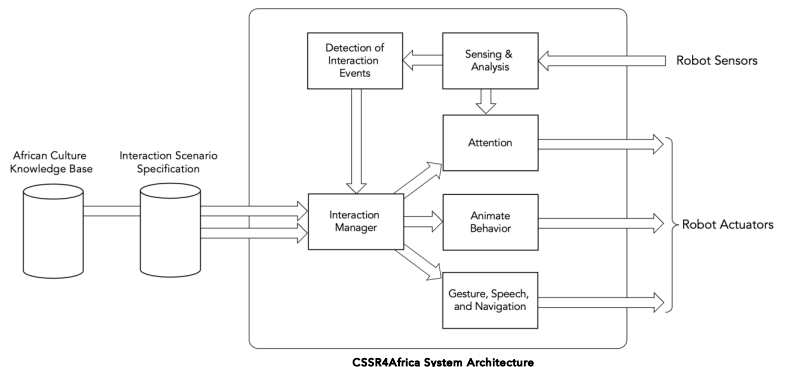 Detection of
Interaction
Events
Sensing &
Analysis
Robot Sensors
Attention
African Culture
Knowledge Base
Interaction Scenario
Specification
Interaction
Manager
Animate
Behavior
Robot Actuators
Gesture, Speech,
and Navigation
CSSR4Africa System Architecture